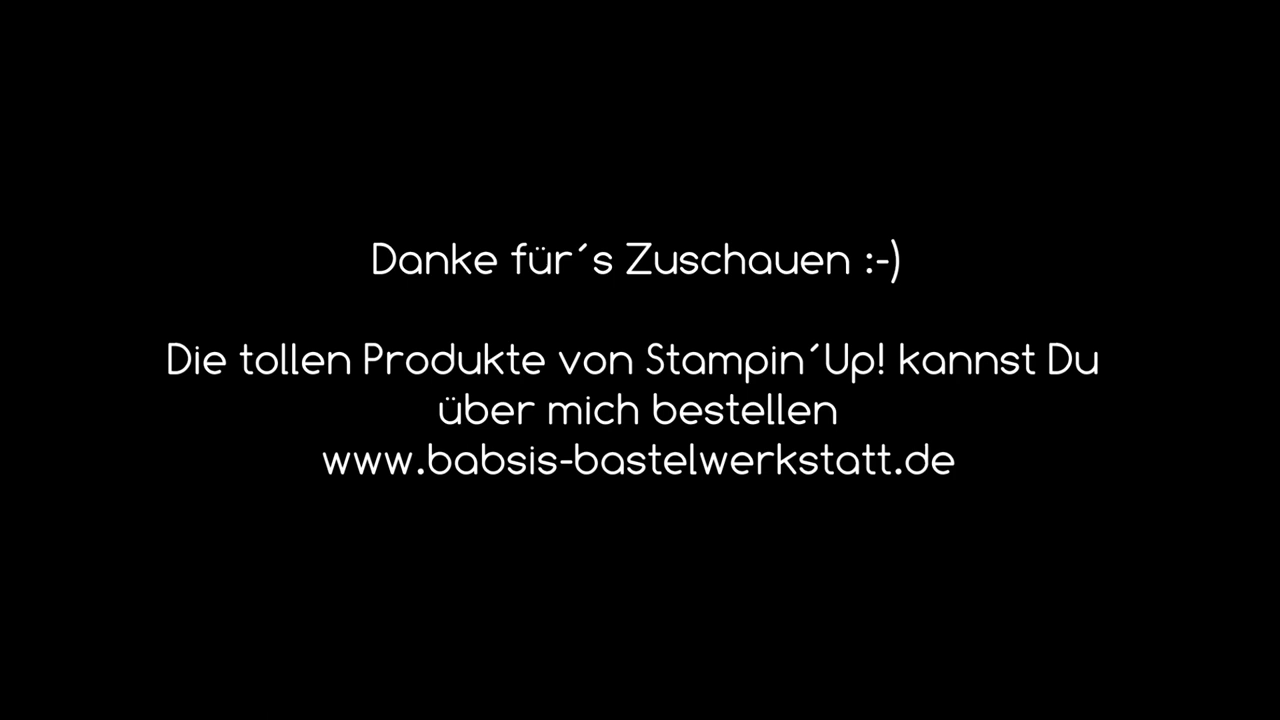 Danke für´s Zuschauen :-)
Die tollen Produkte von Stampin´Up! kannst Du
über mich bestellen
www.babsis-bastelwerkstatt.de